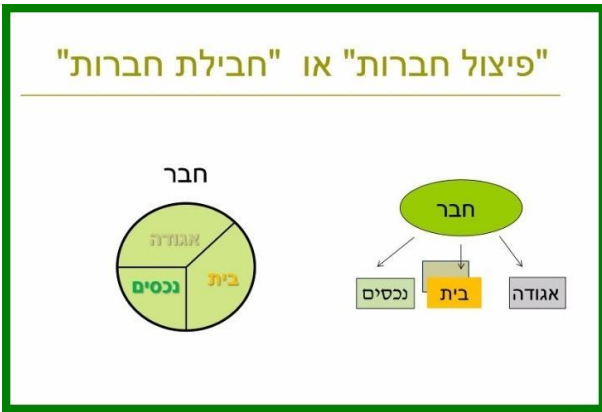 "פיצול חברות" או "חבילת חברות"
חבר
אגודה
בית
נכסים
חבר
אגודה
בית
נכסים